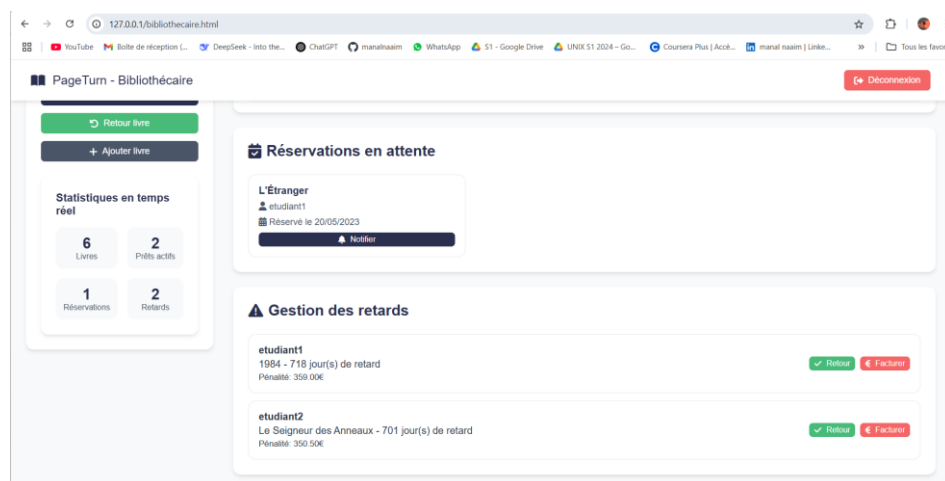 127.0.0.1/bibliothecaire.html
YouTube Boîte de réception (... DeepSeek - Into the... ChatGPT manalnaaim WhatsApp S1 - Google Drive UNIX S1 2024 – Go... Coursera Plus | Accè... manal naaim | Linke... » Tous les favor
PageTurn - Bibliothécaire
Déconnexion
Retour livre
+ Ajouter livre
Statistiques en temps
réel
6 2
Livres Prêts actifs
1 2
Réservations Retards
Réservations en attente
L'Étranger
etudiant1
Réservé le 20/05/2023
Notifier
Gestion des retards
etudiant1
1984 - 718 jour(s) de retard
Pénalité: 359.00€
Retour € Facturer
etudiant2
Le Seigneur des Anneaux - 701 jour(s) de retard
Pénalité: 350.50€
Retour € Facturer